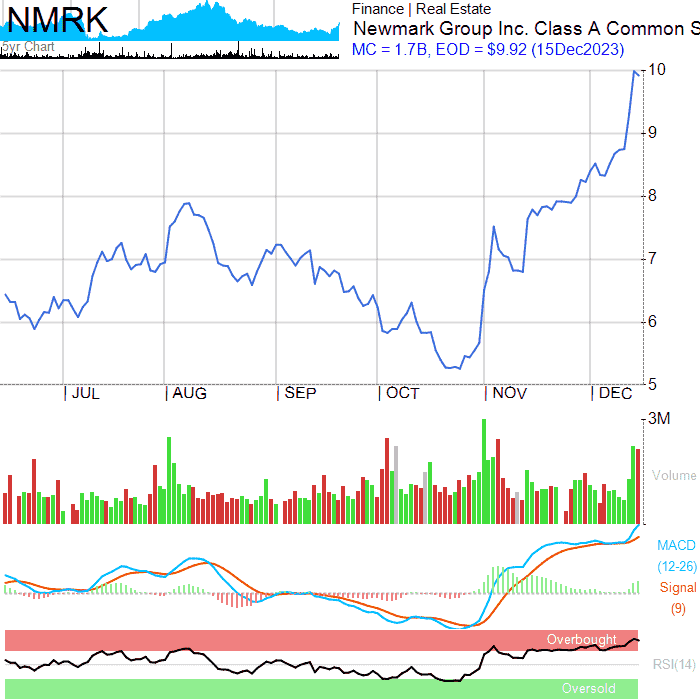 NMRK
5yr Chart
Finance | Real Estate
Newmark Group Inc. Class A Common S
MC = 1.7B, EOD = $9.92 (15Dec2023)
10
9
8
7
6
5
JUL AUG SEP OCT NOV DEC
3M
Volume
MACD
(12-26)
Signal
(9)
Overbought
RSI(14)
Oversold